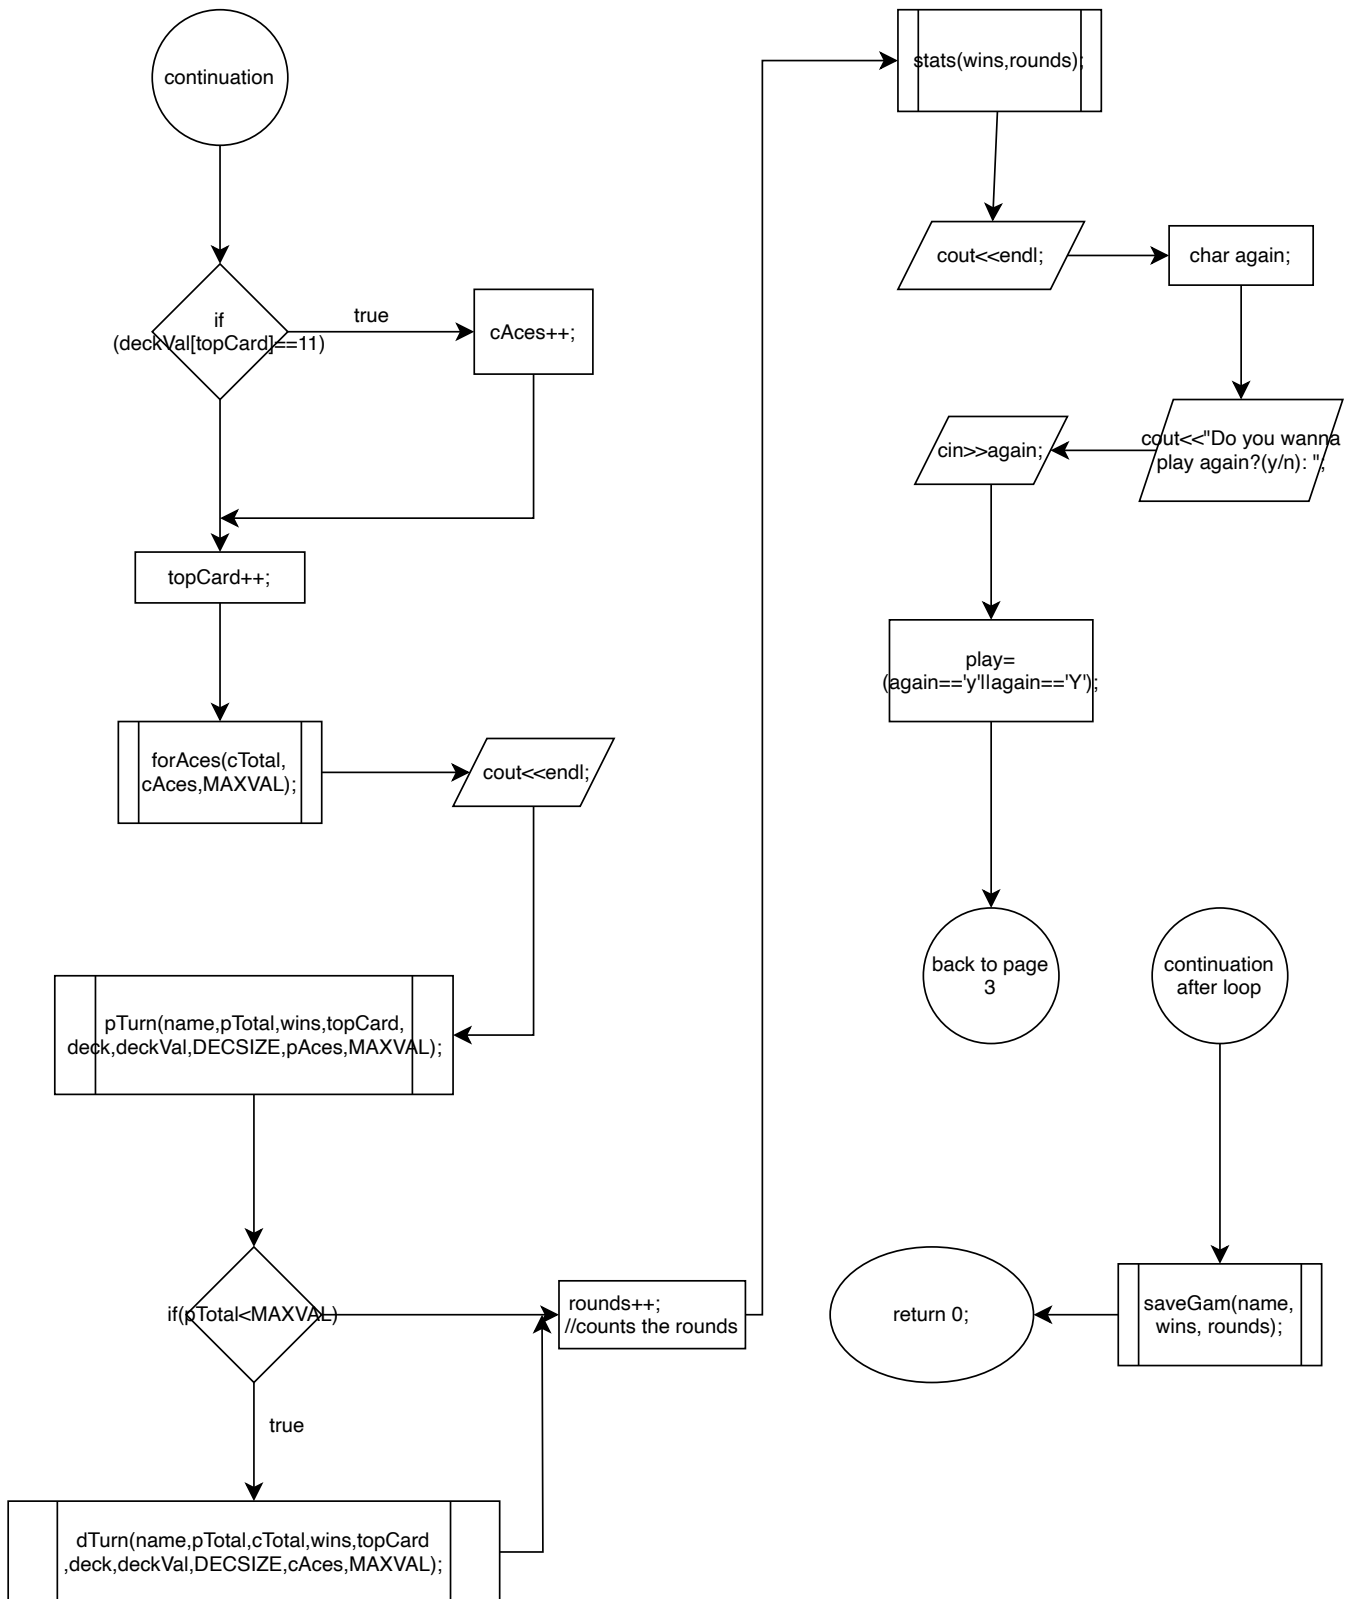 continuation
if
(deckVal[topCard]==11)
true
cAces++;
topCard++;
forAces(cTotal,
cAces,MAXVAL);
cout<<endl;
pTurn(name,pTotal,wins,topCard,
deck,deckVal,DECSIZE,pAces,MAXVAL);
if(pTotal<MAXVAL)
true
dTurn(name,pTotal,cTotal,wins,topCard
,deck,deckVal,DECSIZE,cAces,MAXVAL);
rounds++;
//counts the rounds
stats(wins,rounds);
cout<<endl;
char again;
cout<<"Do you wanna
play again?(y/n): ";
cin>>again;
play=
(again=='y'||again=='Y');
back to page
3
continuation
after loop
saveGam(name,
wins, rounds);
return 0;